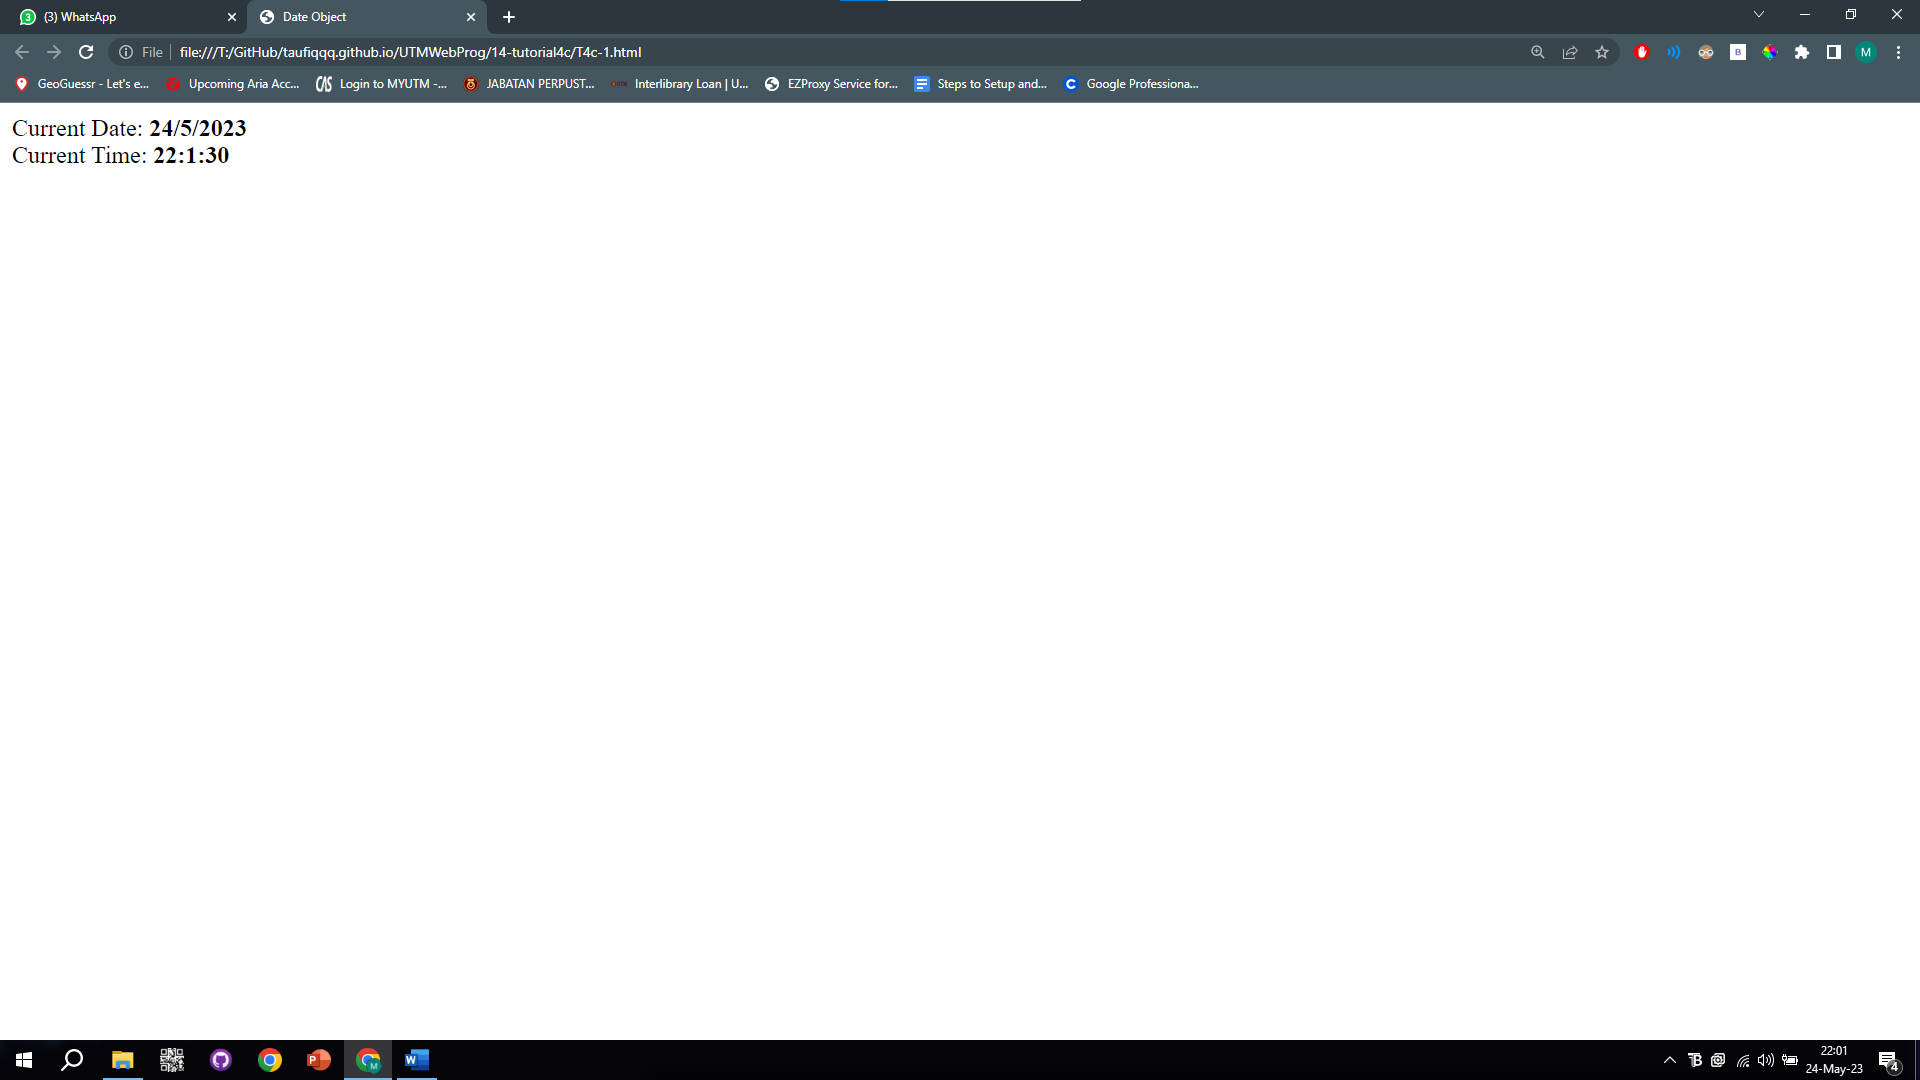 (3) WhatsApp
Date Object
File
file:///T:/GitHub/taufiqqq.github.io/UTMWebProg/14-tutorial4c/T4c-1.html
M
GeoGuessr - Let's e...
Upcoming Aria Acc...
Login to MYUTM -...
JABATAN PERPUST...
Interlibrary Loan | U...
EZProxy Service for...
Steps to Setup and...
Google Professiona...
Current Date: 24/5/2023
Current Time: 22:1:30
22:01
24-May-23
4